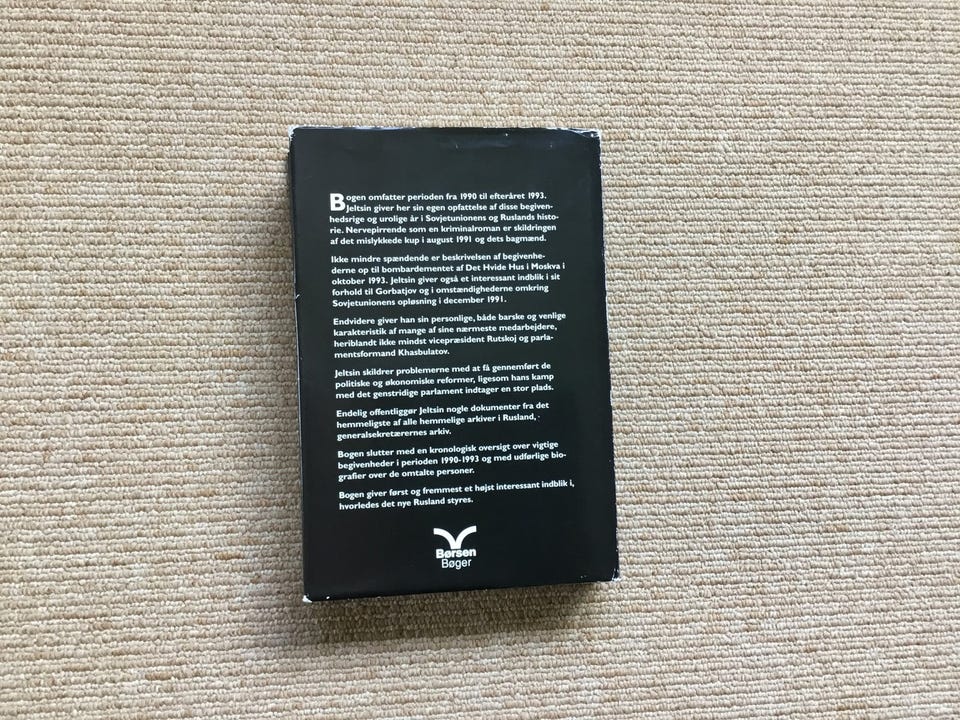 Bogen omfatter perioden fra 1990 til efteråret 1993.
Jeltsin giver her sin egen opfattelse af disse begiven-
hedsrige og urolige år i Sovjetunionens og Ruslands histo-
rie. Nervepirrende som en kriminalroman er skildringen
af det mislykkede kup i august 1991 og dets bagmænd.
Ikke mindre spændende er beskrivelsen af begivenhe-
derne op til bombardementet af Det Hvide Hus i Moskva i
oktober 1993. Jeltsin giver også et interessant indblik i sit
forhold til Gorbatjov og i omstændighederne omkring
Sovjetunionens opløsning i december 1991.
Endvidere giver han sin personlige, både barske og venlige
karakteristik af mange af sine nærmeste medarbejdere,
heriblandt ikke mindst vicepræsident Rutskoj og parla-
mentsformand Khasbulatov.
Jeltsin skildrer problemerne med at få gennemført de
politiske og økonomiske reformer, ligesom hans kamp
med det genstridige parlament indtager en stor plads.
Endelig offentliggør Jeltsin nogle dokumenter fra det
hemmeligste af alle hemmelige arkiver i Rusland,
generalsekretærernes arkiv.
Bogen slutter med en kronologisk oversigt over vigtige
begivenheder i perioden 1990-1993 og med udførlige bio-
grafier over de omtalte personer.
Bogen giver først og fremmest et højst interessant indblik i,
hvorledes det nye Rusland styres.
Børsen
Bøger